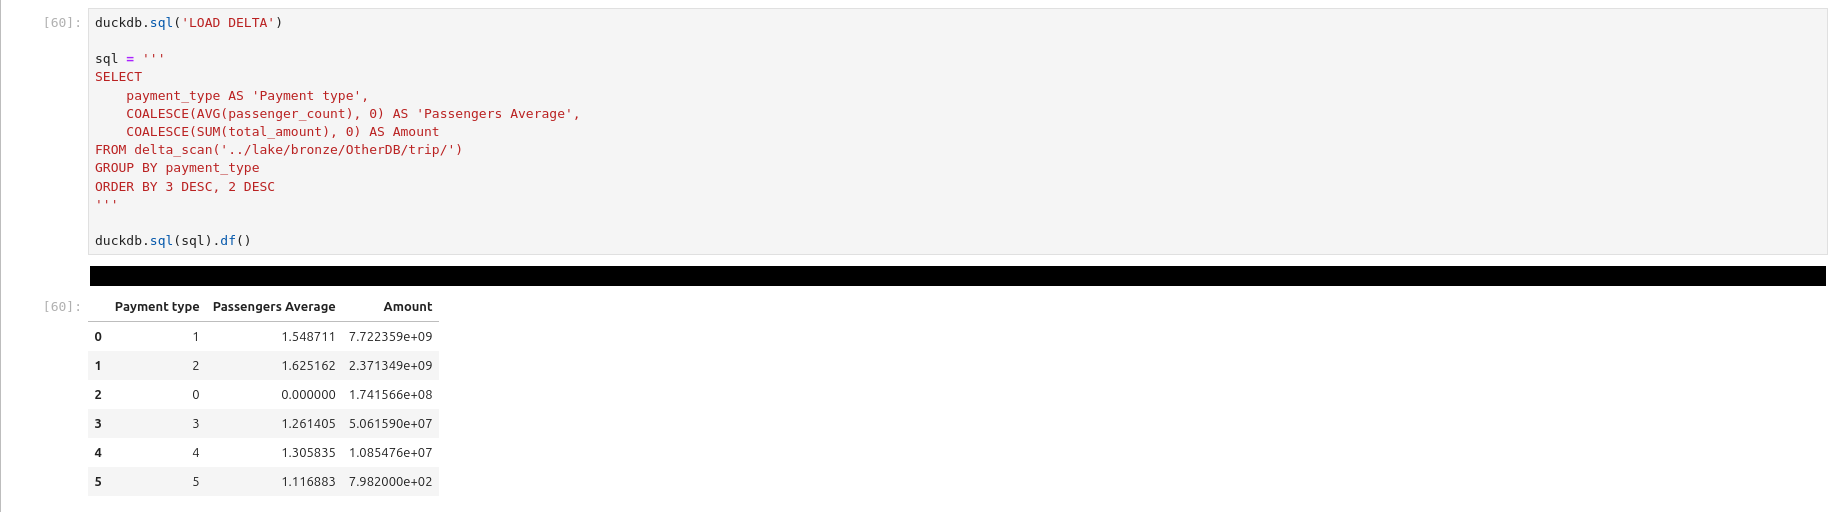 [60]: duckdb.sql('LOAD DELTA')
sql = '''
SELECT
    payment_type AS 'Payment type',
    COALESCE(AVG(passenger_count), 0) AS 'Passengers Average',
    COALESCE(SUM(total_amount), 0) AS Amount
FROM delta_scan('../lake/bronze/OtherDB/trip/')
GROUP BY payment_type
ORDER BY 3 DESC, 2 DESC
'''
duckdb.sql(sql).df()
[60]: Payment type Passengers Average Amount
0 1 1.548711 7.722359e+09
1 2 1.625162 2.371349e+09
2 0 0.000000 1.741566e+08
3 3 1.261405 5.061590e+07
4 4 1.305835 1.085476e+07
5 5 1.116883 7.982000e+02